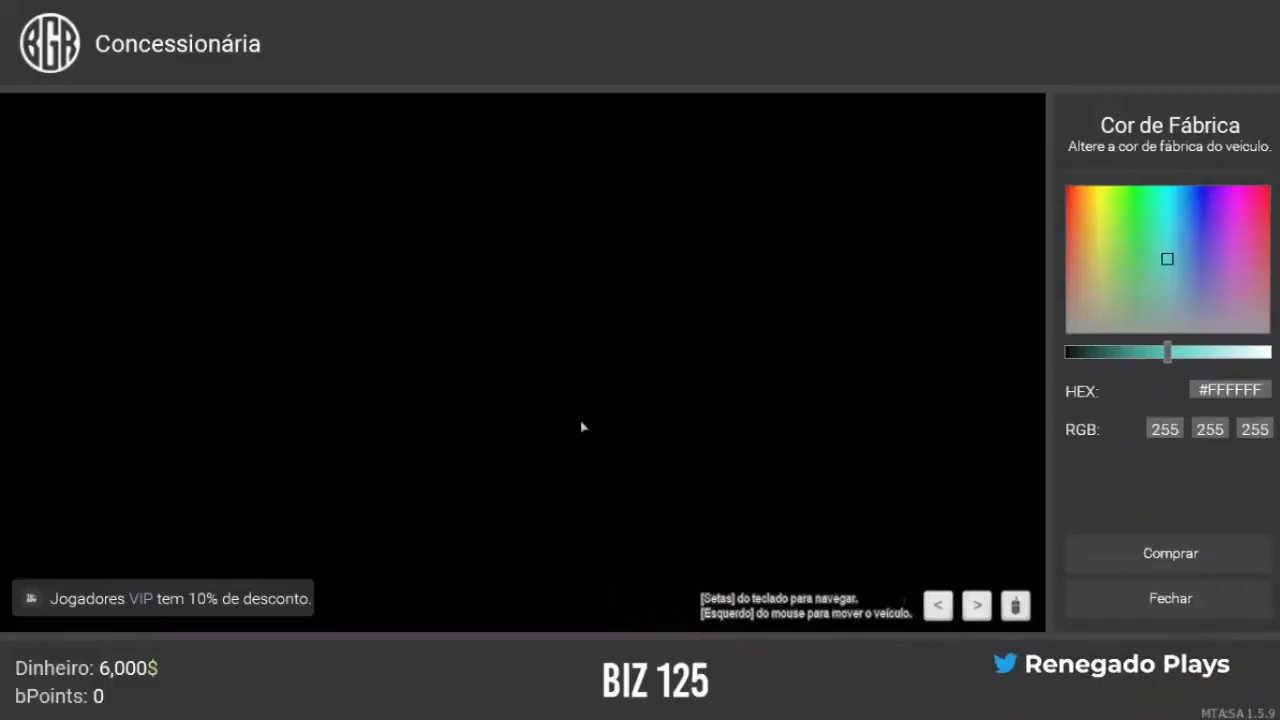 BGR
Concessionária
Cor de Fábrica
Altere a cor de fábrica do veículo.
HEX: #FFFFFF
RGB: 255 255 255
Comprar
Fechar
Jogadores VIP tem 10% de desconto.
[Setas] do teclado para navegar.
[Esquerdo] do mouse para mover o veículo.
< >
Dinheiro: 6,000$
bPoints: 0
BIZ 125
Renegado Plays
MTA:SA 1.5.9